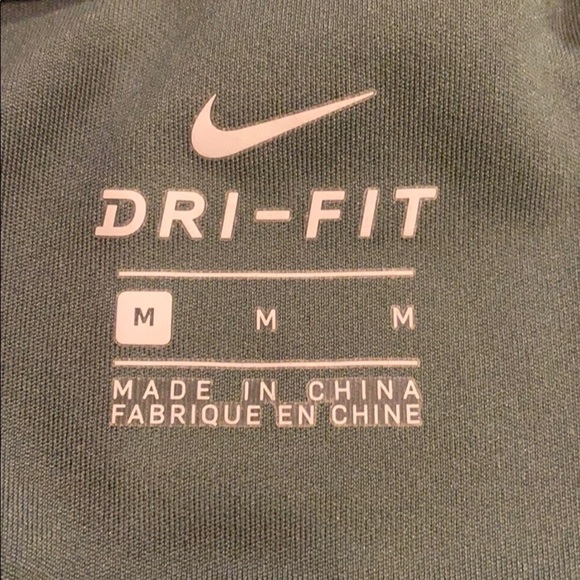 DRI-FIT
M M M
MADE IN CHINA
FABRIQUE EN CHINE